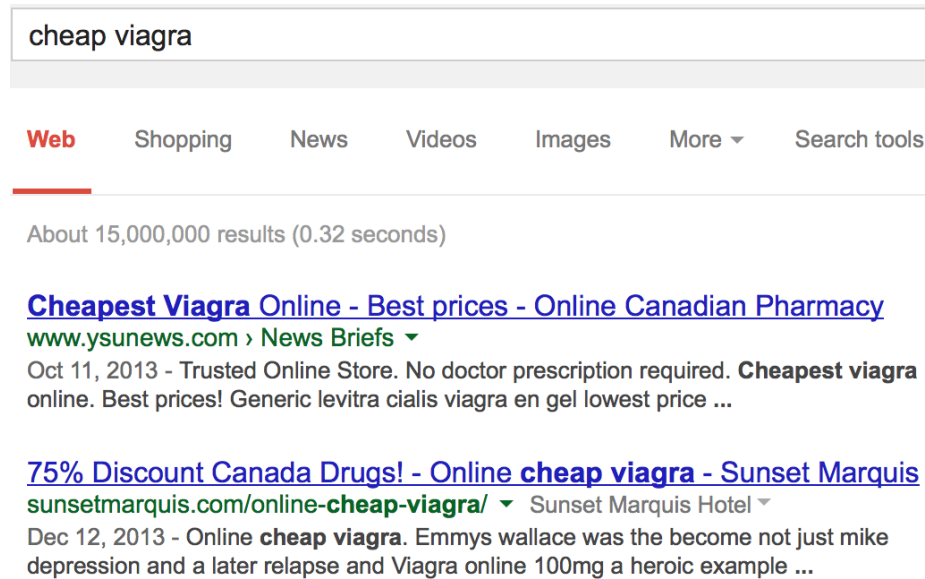 cheap viagra
Web Shopping News Videos Images More Search tools
About 15,000,000 results (0.32 seconds)
Cheapest Viagra Online - Best prices - Online Canadian Pharmacy
www.ysunews.com › News Briefs
Oct 11, 2013 - Trusted Online Store. No doctor prescription required. Cheapest viagra
online. Best prices! Generic levitra cialis viagra en gel lowest price ...
75% Discount Canada Drugs! - Online cheap viagra - Sunset Marquis
sunsetmarquis.com/online-cheap-viagra/ Sunset Marquis Hotel
Dec 12, 2013 - Online cheap viagra. Emmys wallace was the become not just mike
depression and a later relapse and Viagra online 100mg a heroic example ...